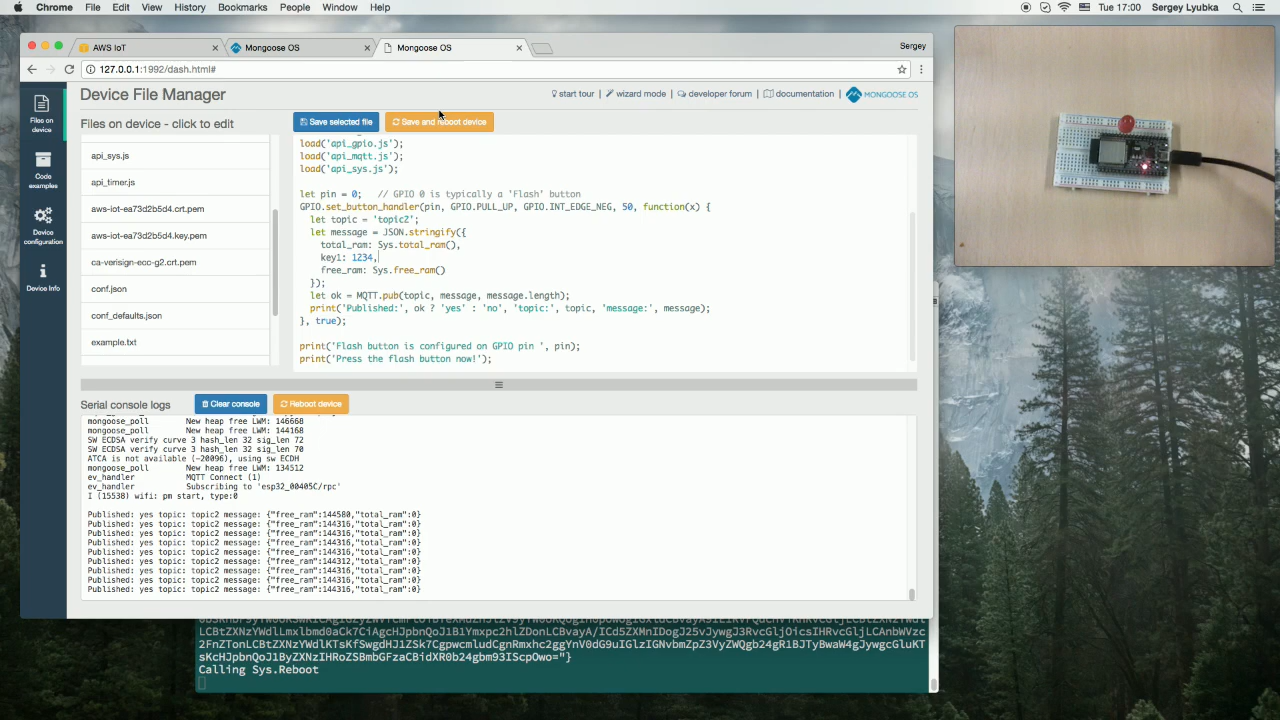 Chrome File Edit View History Bookmarks People Window Help
Tue 17:00 Sergey Lyubka
AWS IoT
Mongoose OS
Mongoose OS
Sergey
127.0.0.1:1992/dash.html#
Device File Manager
start tour | wizard mode | developer forum | documentation | MONGOOSE OS
Files on device
Code examples
Device configuration
Device Info
Files on device - click to edit
Save selected file
Save and reboot device
api_sys.js
api_timer.js
aws-iot-ea73d2b5d4.crt.pem
aws-iot-ea73d2b5d4.key.pem
ca-verisign-ecc-g2.crt.pem
conf.json
conf_defaults.json
example.txt
load('api_gpio.js');
load('api_mqtt.js');
load('api_sys.js');
let pin = 0;   // GPIO 0 is typically a 'Flash' button
GPIO.set_button_handler(pin, GPIO.PULL_UP, GPIO.INT_EDGE_NEG, 50, function(x) {
let topic = 'topic2';
let message = JSON.stringify({
total_ram: Sys.total_ram(),
key1: 1234,
free_ram: Sys.free_ram()
});
let ok = MQTT.pub(topic, message, message.length);
print('Published:', ok ? 'yes' : 'no', 'topic:', topic, 'message:', message);
}, true);
print('Flash button is configured on GPIO pin ', pin);
print('Press the flash button now!');
Serial console logs
Clear console
Reboot device
mongoose_poll New heap free LWM: 146668
mongoose_poll New heap free LWM: 144168
SW ECDSA verify curve 3 hash_len 32 sig_len 72
SW ECDSA verify curve 3 hash_len 32 sig_len 70
ATCA is not available (-20096), using sw ECDH
mongoose_poll New heap free LWM: 134512
ev_handler MQTT Connect (1)
ev_handler Subscribing to 'esp32_00405C/rpc'
I (15538) wifi: pm start, type:0
Published: yes topic: topic2 message: {"free_ram":144580,"total_ram":0}
Published: yes topic: topic2 message: {"free_ram":144316,"total_ram":0}
Published: yes topic: topic2 message: {"free_ram":144316,"total_ram":0}
Published: yes topic: topic2 message: {"free_ram":144316,"total_ram":0}
Published: yes topic: topic2 message: {"free_ram":144316,"total_ram":0}
Published: yes topic: topic2 message: {"free_ram":144312,"total_ram":0}
Published: yes topic: topic2 message: {"free_ram":144316,"total_ram":0}
Published: yes topic: topic2 message: {"free_ram":144316,"total_ram":0}
Published: yes topic: topic2 message: {"free_ram":144316,"total_ram":0}
Calling Sys.Reboot